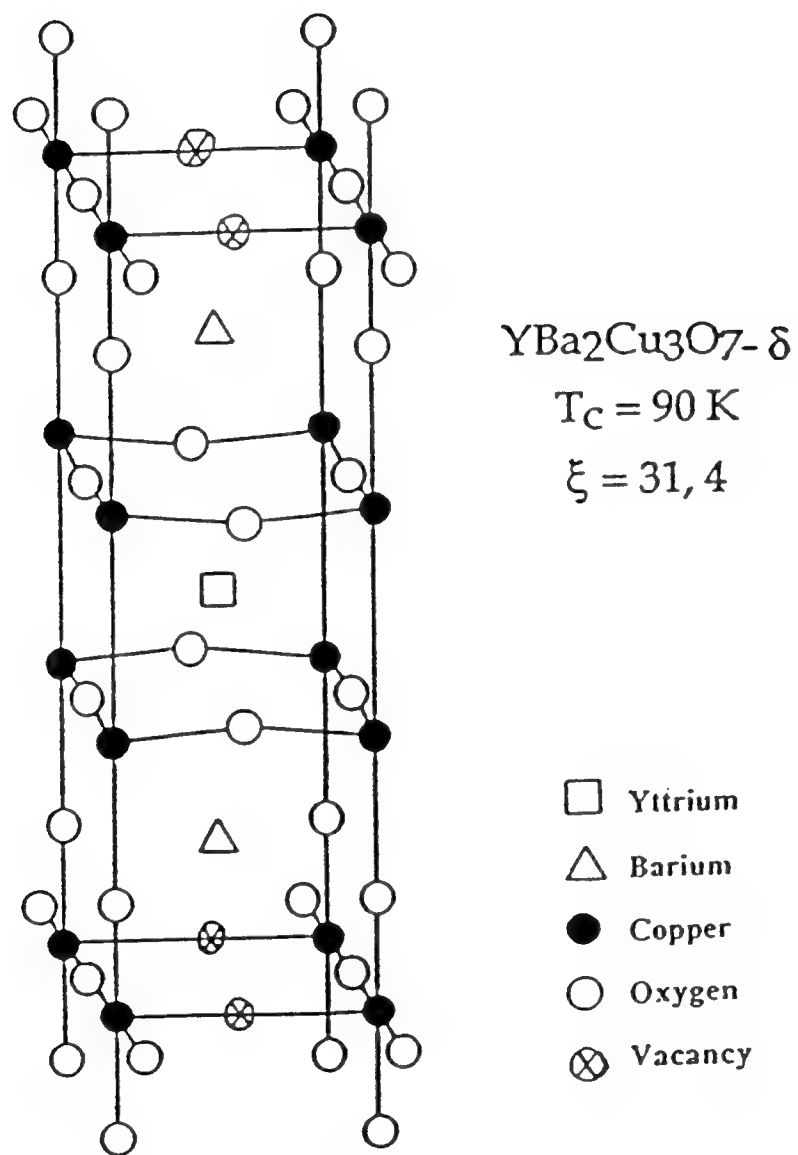 YBa2Cu3O7- δ
Tc = 90 K
ξ = 31, 4
Yttrium
Barium
Copper
Oxygen
Vacancy